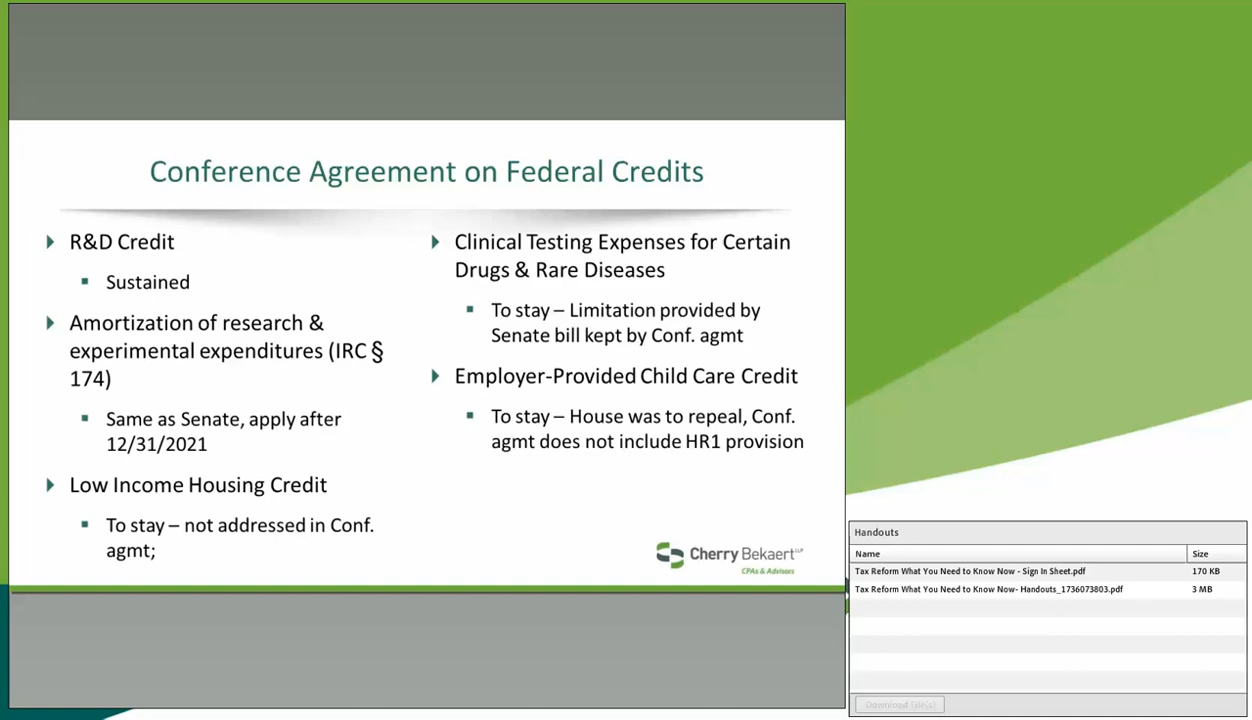 Conference Agreement on Federal Credits
R&D Credit
Sustained
Amortization of research &
experimental expenditures (IRC §
174)
Same as Senate, apply after
12/31/2021
Low Income Housing Credit
To stay – not addressed in Conf.
agmt;
Clinical Testing Expenses for Certain
Drugs & Rare Diseases
To stay – Limitation provided by
Senate bill kept by Conf. agmt
Employer-Provided Child Care Credit
To stay – House was to repeal, Conf.
agmt does not include HR1 provision
Cherry Bekaert LLP
CPAs & Advisors
Handouts
Name Size
Tax Reform What You Need to Know Now - Sign In Sheet.pdf 170 KB
Tax Reform What You Need to Know Now- Handouts_1736073803.pdf 3 MB
Download File(s)